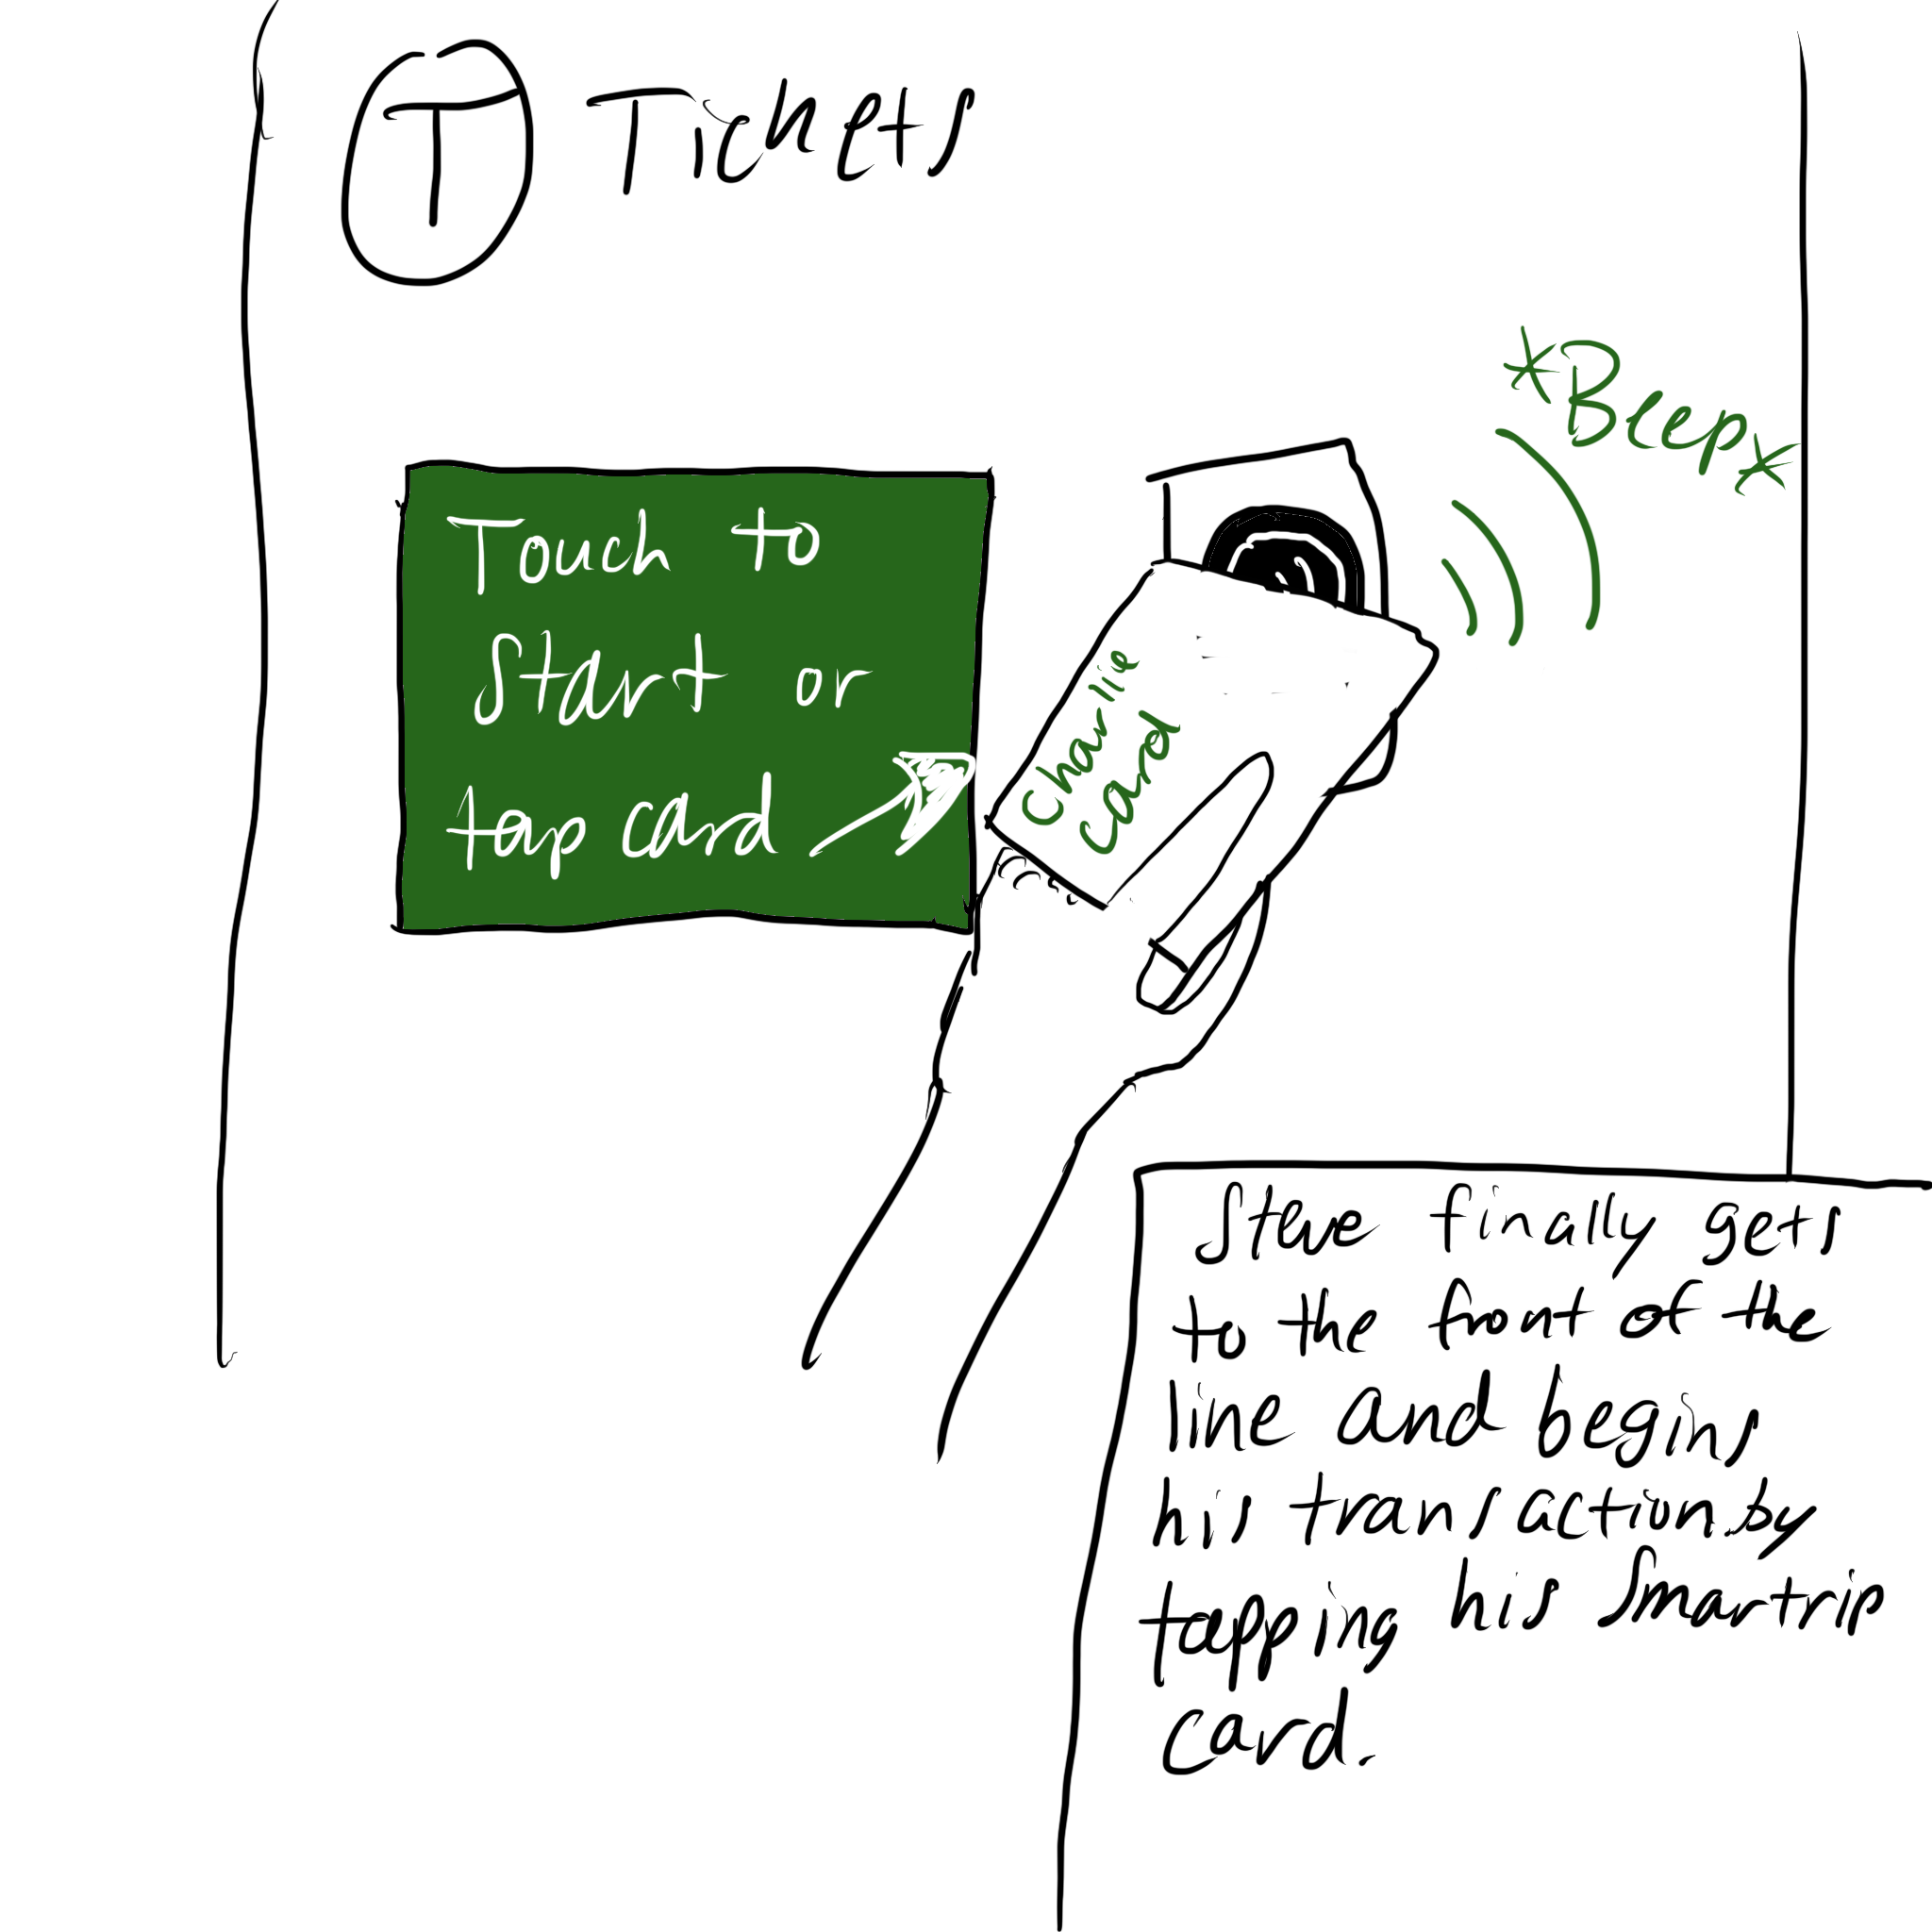 T Tickets
*Beep*
Touch to
Start or
tap card
Charlie
Card
Steve finally gets
to the front of the
line and begins
his transaction by
tapping his Smartrip
card.